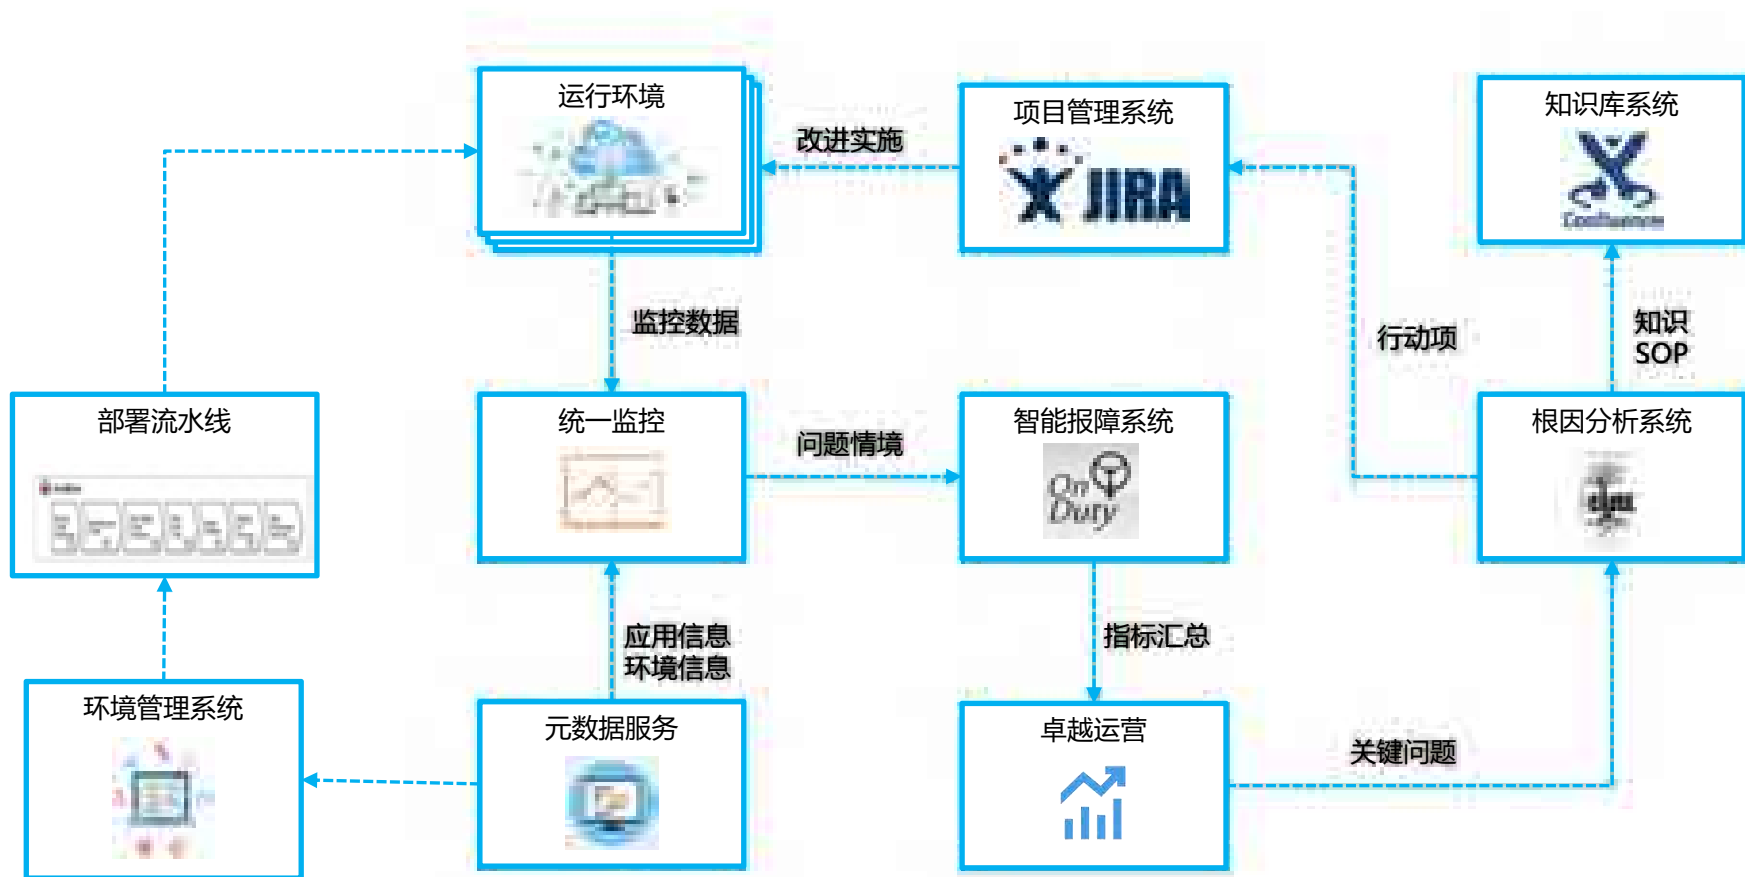 运行环境
项目管理系统
JIRA
知识库系统
Confluence
改进实施
监控数据
行动项
知识
SOP
部署流水线
统一监控
问题情境
智能报障系统
On
Duty
根因分析系统
应用信息
环境信息
指标汇总
环境管理系统
元数据服务
卓越运营
关键问题